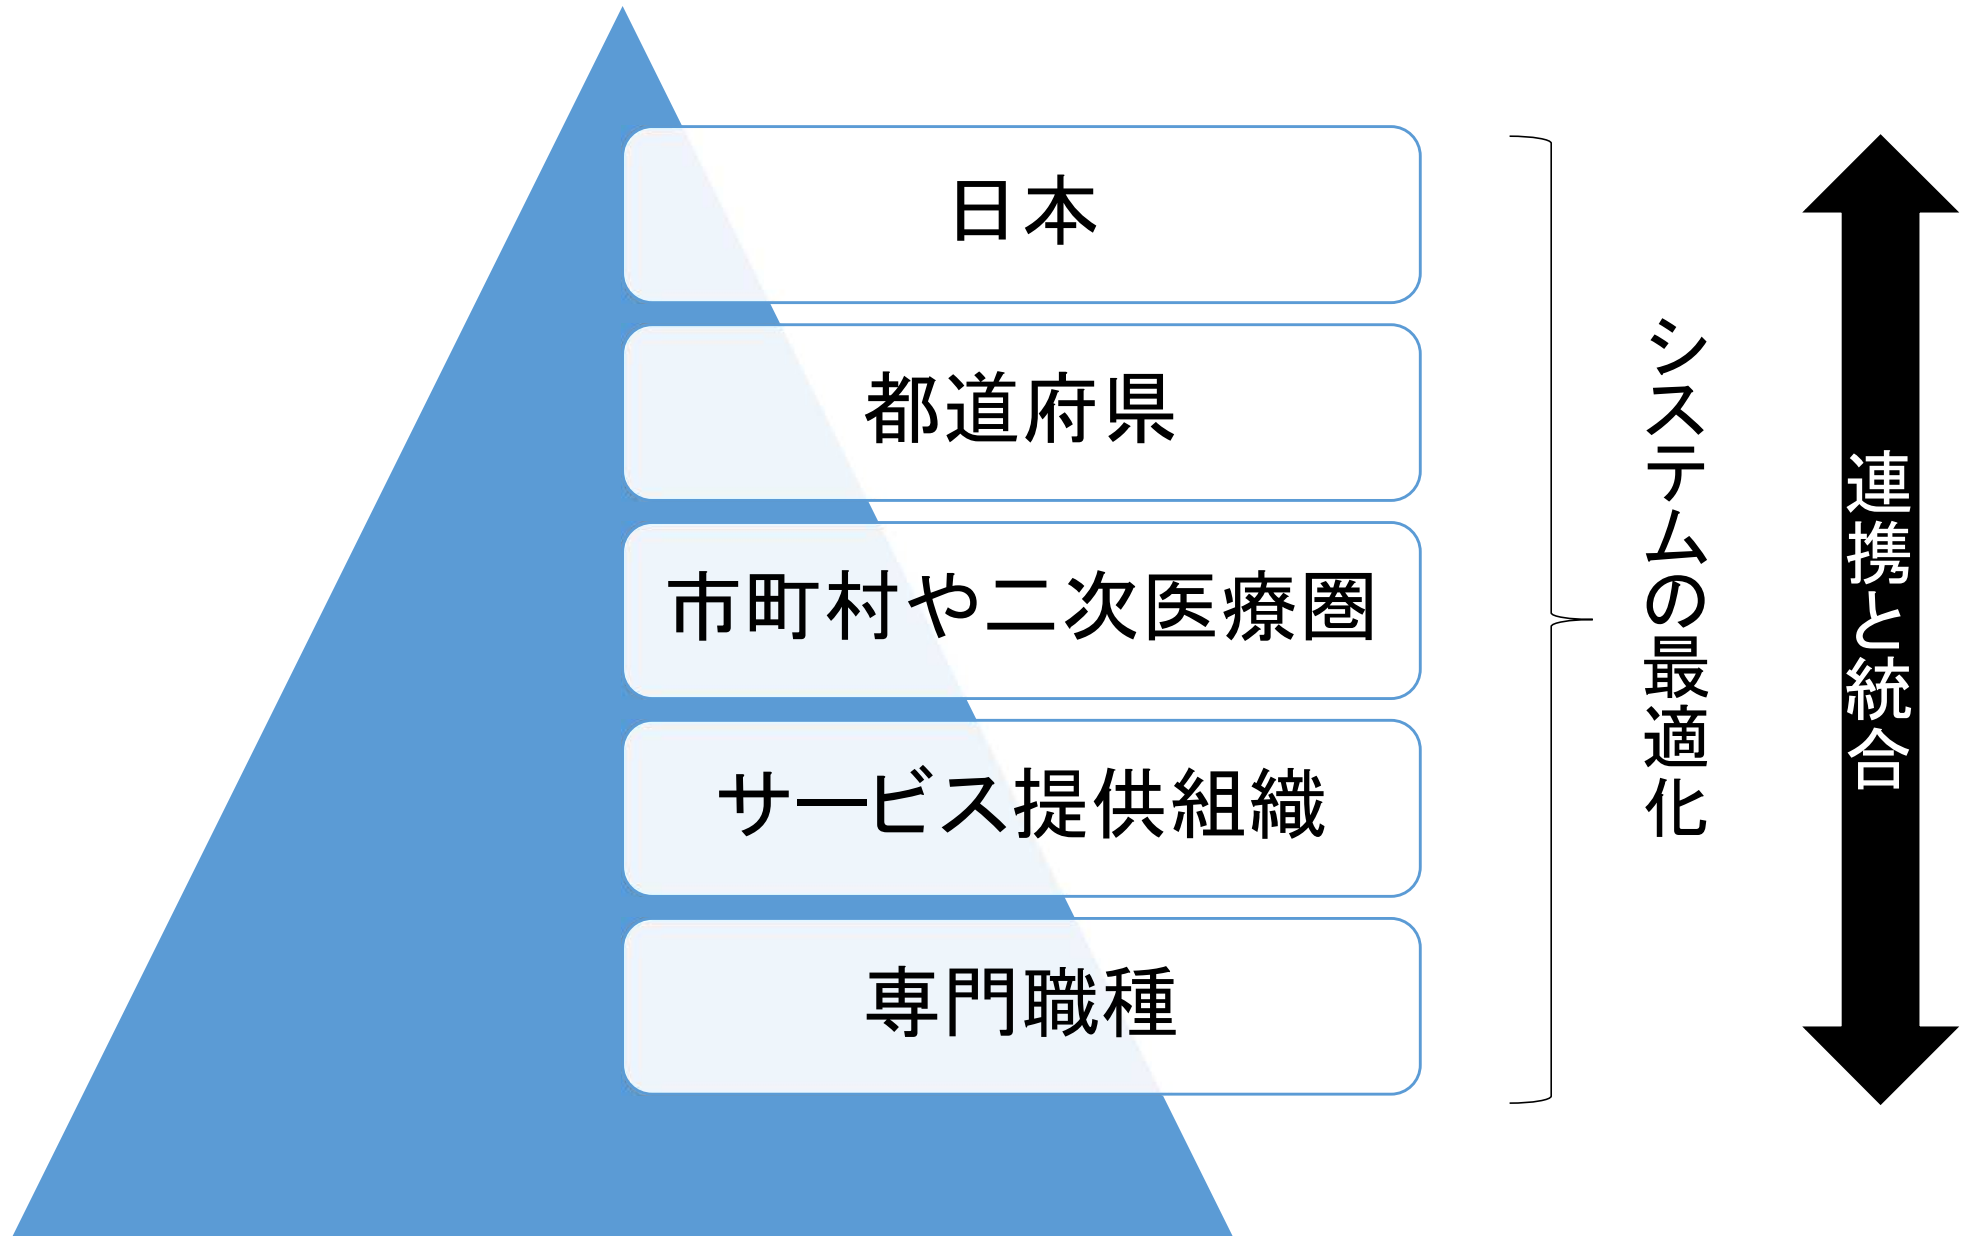 日本
都道府県
市町村や二次医療圏
サービス提供組織
専門職種
システムの最適化
連携と統合